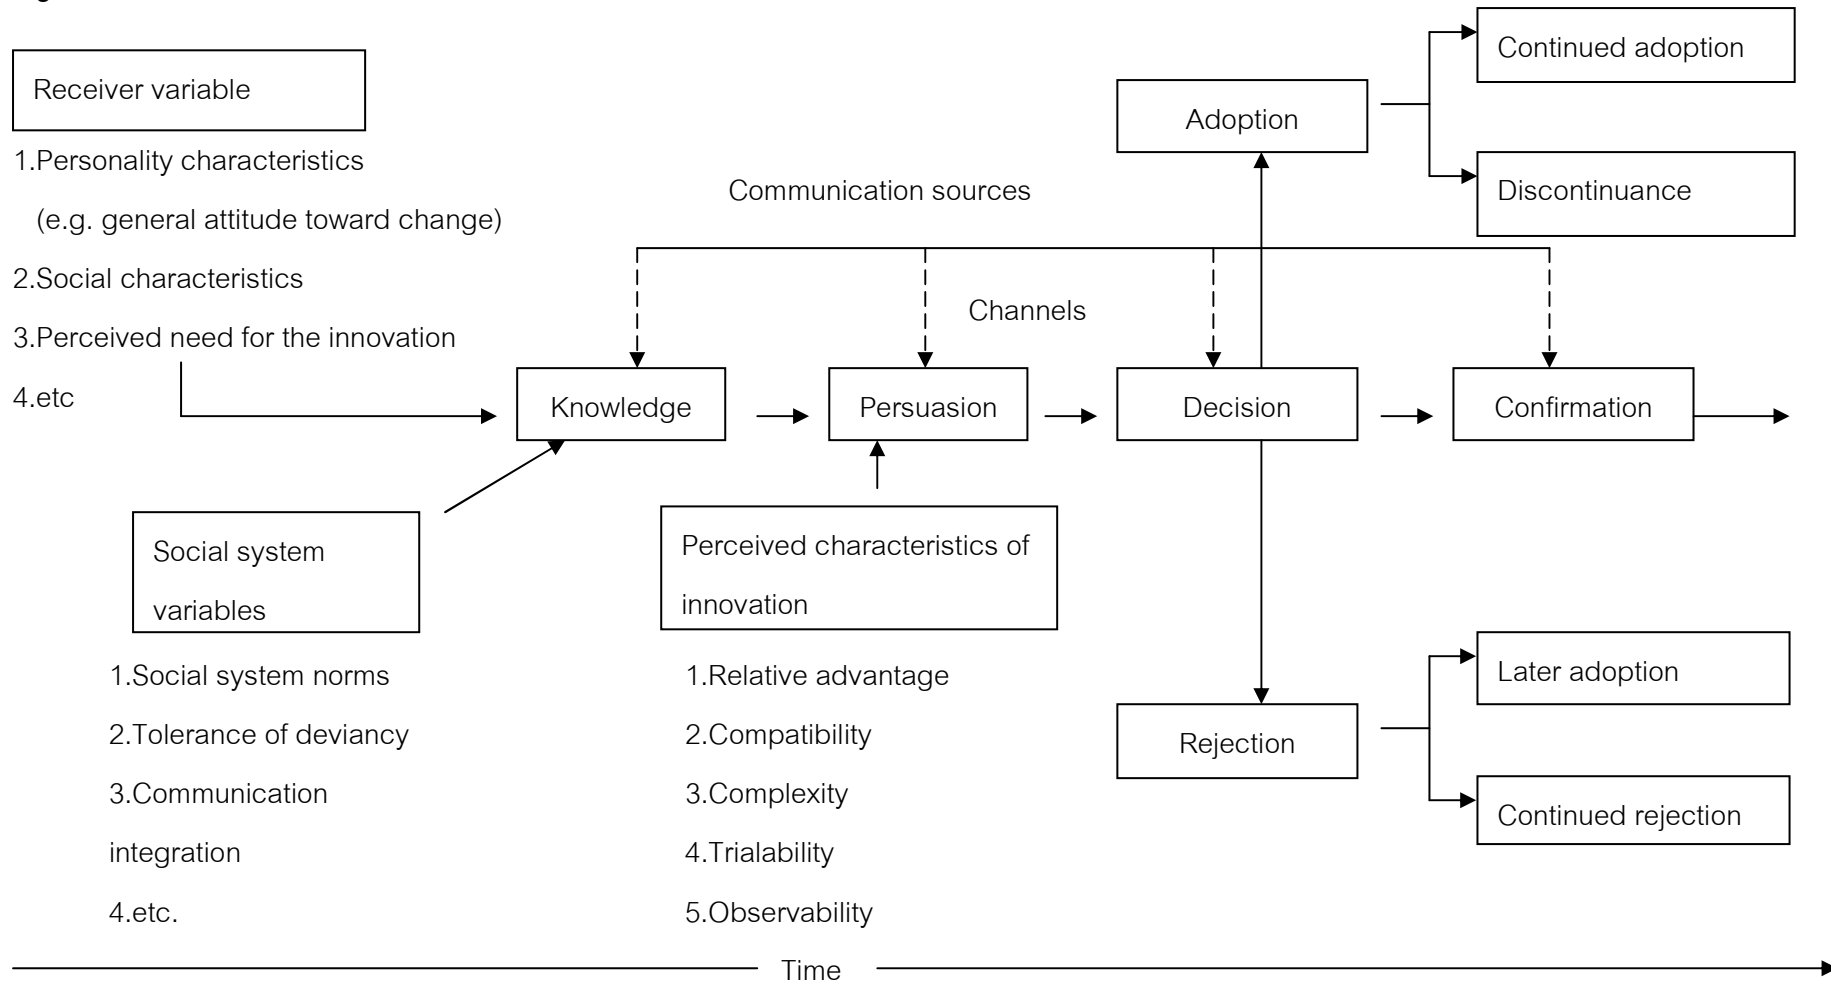 Receiver variable
1.Personality characteristics
(e.g. general attitude toward change)
2.Social characteristics
3.Perceived need for the innovation
4.etc
Communication sources
Channels
Adoption
Continued adoption
Discontinuance
Knowledge
Persuasion
Decision
Confirmation
Social system
variables
1.Social system norms
2.Tolerance of deviancy
3.Communication
integration
4.etc.
Perceived characteristics of
innovation
1.Relative advantage
2.Compatibility
3.Complexity
4.Trialability
5.Observability
Rejection
Later adoption
Continued rejection
Time